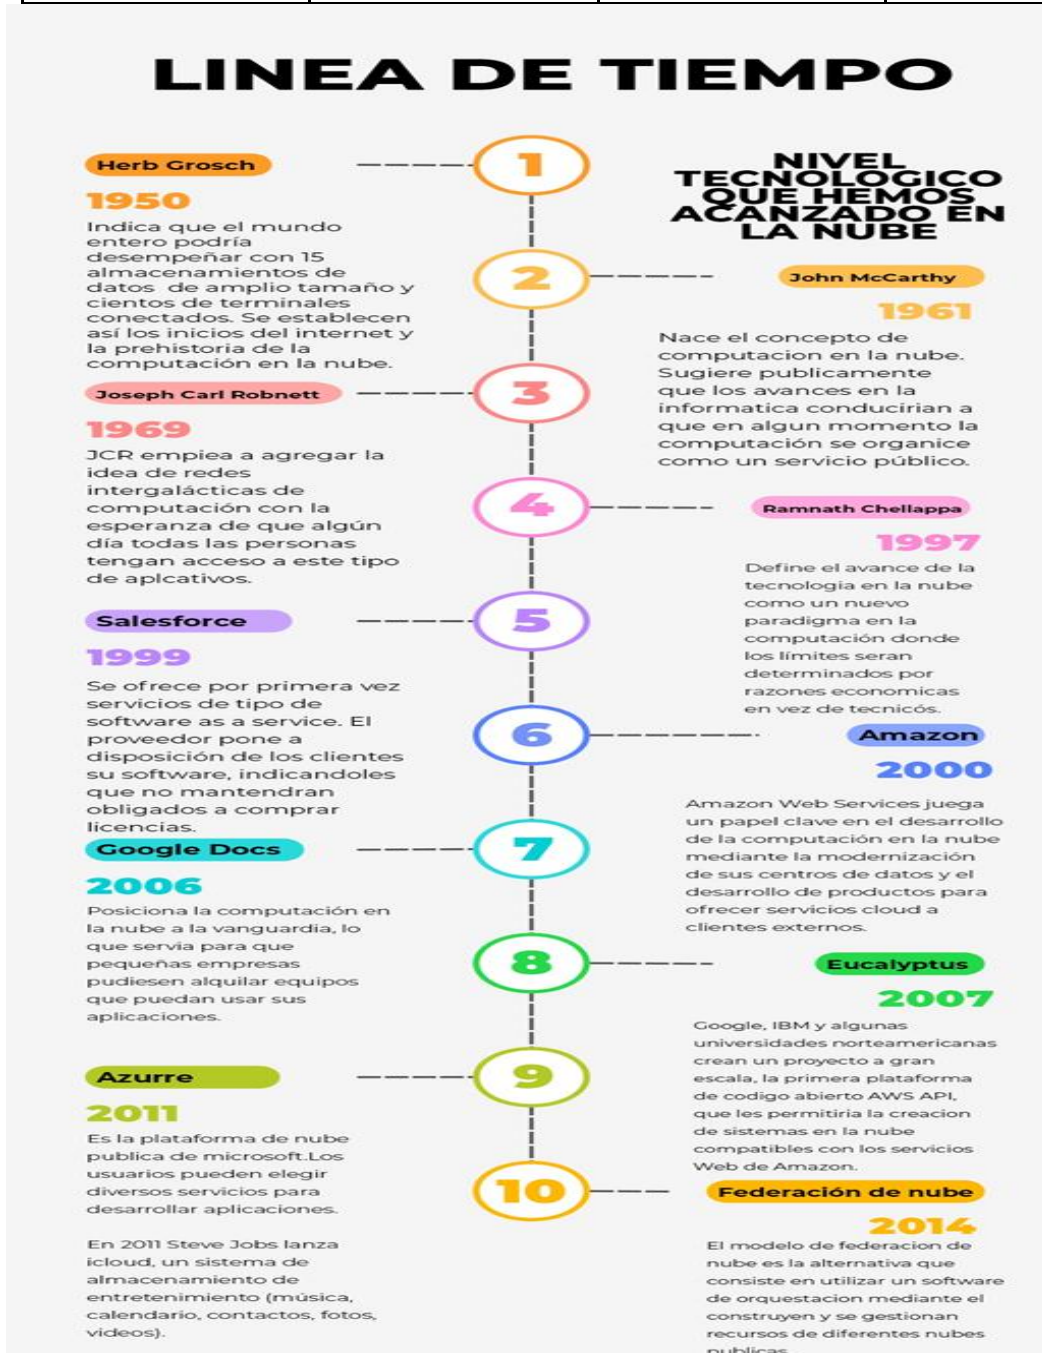 LINEA DE TIEMPO
NIVEL
TECNOLOGICO
QUE HEMOS
ACANZADO EN
LA NUBE
1
Herb Grosch
1950
Indica que el mundo
entero podría
desempeñar con 15
almacenamientos de
datos de amplio tamaño y
cientos de terminales
conectados. Se establecen
así los inicios del internet y
la prehistoria de la
computación en la nube.
2
John McCarthy
1961
Nace el concepto de
computacion en la nube.
Sugiere publicamente
que los avances en la
informatica conducirian a
que en algun momento la
computación se organice
como un servicio público.
3
Joseph Carl Robnett
1969
JCR empiea a agregar la
idea de redes
intergalácticas de
computación con la
esperanza de que algún
día todas las personas
tengan acceso a este tipo
de aplcativos.
4
Ramnath Chellappa
1997
Define el avance de la
tecnologia en la nube
como un nuevo
paradigma en la
computación donde
los límites seran
determinados por
razones economicas
en vez de tecnicós.
5
Salesforce
1999
Se ofrece por primera vez
servicios de tipo de
software as a service. El
proveedor pone a
disposición de los clientes
su software, indicandoles
que no mantendran
obligados a comprar
licencias.
6
Amazon
2000
Amazon Web Services juega
un papel clave en el desarrollo
de la computación en la nube
mediante la modernización
de sus centros de datos y el
desarrollo de productos para
ofrecer servicios cloud a
clientes externos.
7
Google Docs
2006
Posiciona la computación en
la nube a la vanguardia, lo
que servia para que
pequeñas empresas
pudiesen alquilar equipos
que puedan usar sus
aplicaciones.
8
Eucalyptus
2007
Google, IBM y algunas
universidades norteamericanas
crean un proyecto a gran
escala, la primera plataforma
de codigo abierto AWS API,
que les permitiria la creacion
de sistemas en la nube
compatibles con los servicios
Web de Amazon.
9
Azurre
2011
Es la plataforma de nube
publica de microsoft.Los
usuarios pueden elegir
diversos servicios para
desarrollar aplicaciones.
En 2011 Steve Jobs lanza
icloud, un sistema de
almacenamiento de
entretenimiento (música,
calendario, contactos, fotos,
videos).
10
Federación de nube
2014
El modelo de federacion de
nube es la alternativa que
consiste en utilizar un software
de orquestacion mediante el
construyen y se gestionan
recursos de diferentes nubes
publicas